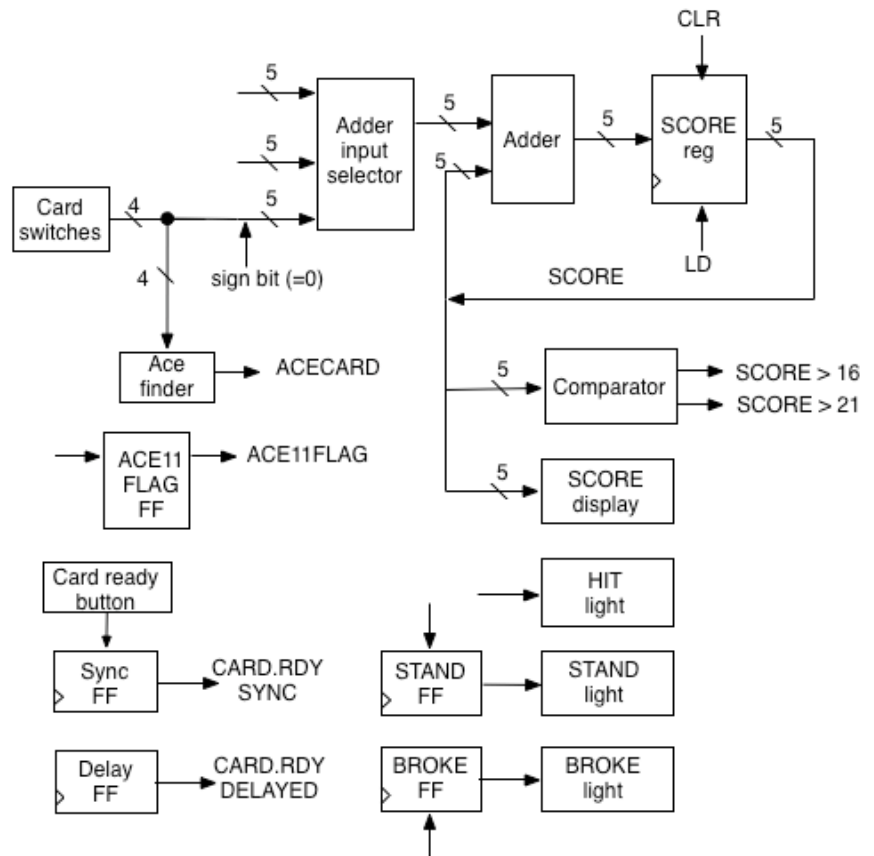 CLR
5
5
5
5
5
5
5
Adder
input
selector
Adder
SCORE
reg
Card
switches
4
4
sign bit (=0)
LD
SCORE
Ace
finder
ACECARD
5
Comparator
SCORE > 16
SCORE > 21
ACE11
FLAG
FF
ACE11FLAG
5
SCORE
display
Card ready
button
HIT
light
Sync
FF
CARD.RDY
SYNC
STAND
FF
STAND
light
Delay
FF
CARD.RDY
DELAYED
BROKE
FF
BROKE
light